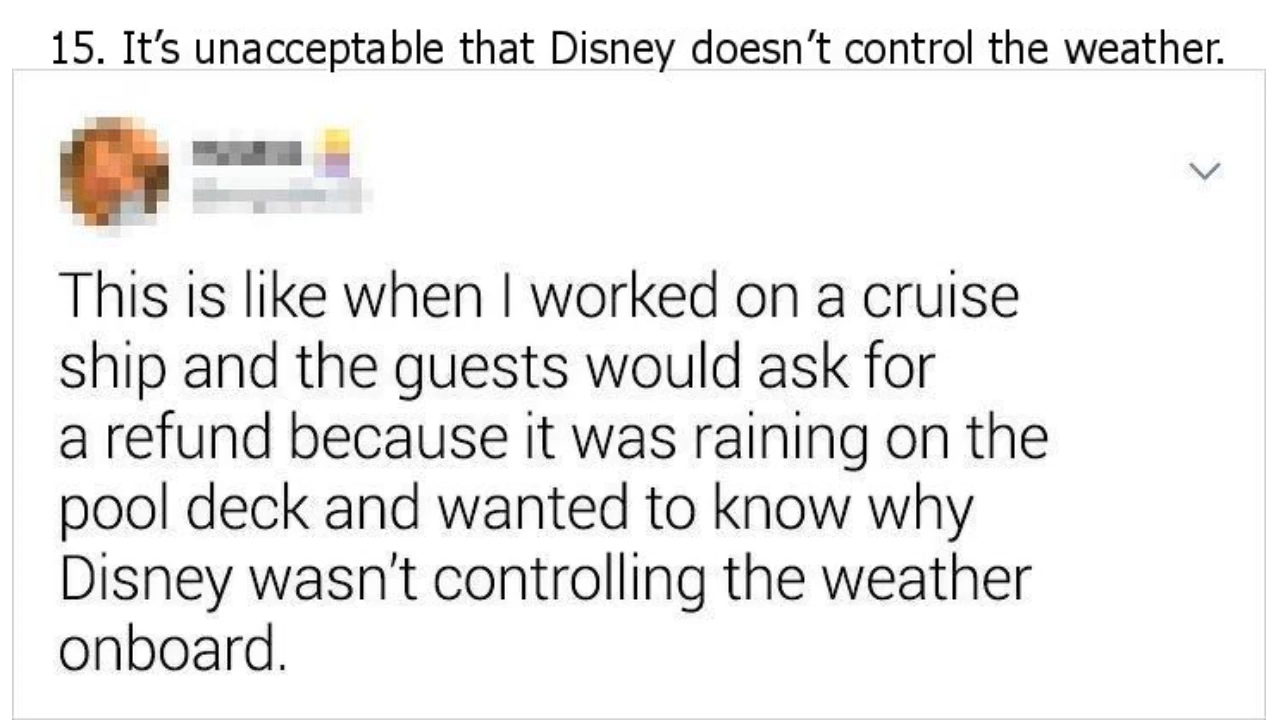 15. It's unacceptable that Disney doesn't control the weather.
This is like when I worked on a cruise
ship and the guests would ask for
a refund because it was raining on the
pool deck and wanted to know why
Disney wasn't controlling the weather
onboard.